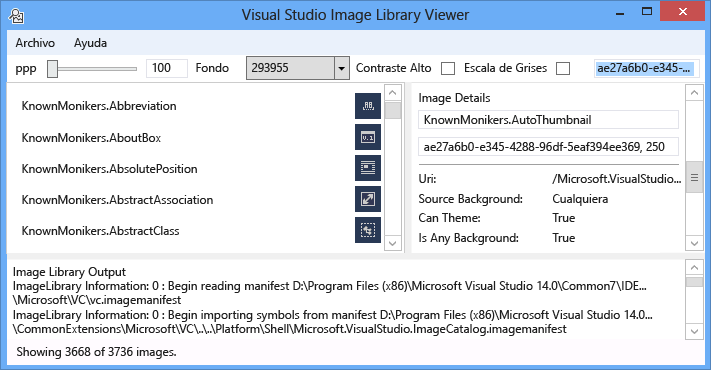 Visual Studio Image Library Viewer
Archivo Ayuda
ppp 100 Fondo 293955 Contraste Alto Escala de Grises ae27a6b0-e345-...
KnownMonikers.Abbreviation
KnownMonikers.AboutBox
KnownMonikers.AbsolutePosition
KnownMonikers.AbstractAssociation
KnownMonikers.AbstractClass
Image Details
KnownMonikers.AutoThumbnail
ae27a6b0-e345-4288-96df-5eaf394ee369, 250
Uri: /Microsoft.VisualStudio...
Source Background: Cualquiera
Can Theme: True
Is Any Background: True
ImageLibrary Output
ImageLibrary Information: 0 : Begin reading manifest D:\Program Files (x86)\Microsoft Visual Studio 14.0\Common7\IDE...
\Microsoft\VC\vc.imagemanifest
ImageLibrary Information: 0 : Begin importing symbols from manifest D:\Program Files (x86)\Microsoft Visual Studio 14.0...
\CommonExtensions\Microsoft\VC\..\..\Platform\Shell\Microsoft.VisualStudio.ImageCatalog.imagemanifest
Showing 3668 of 3736 images.